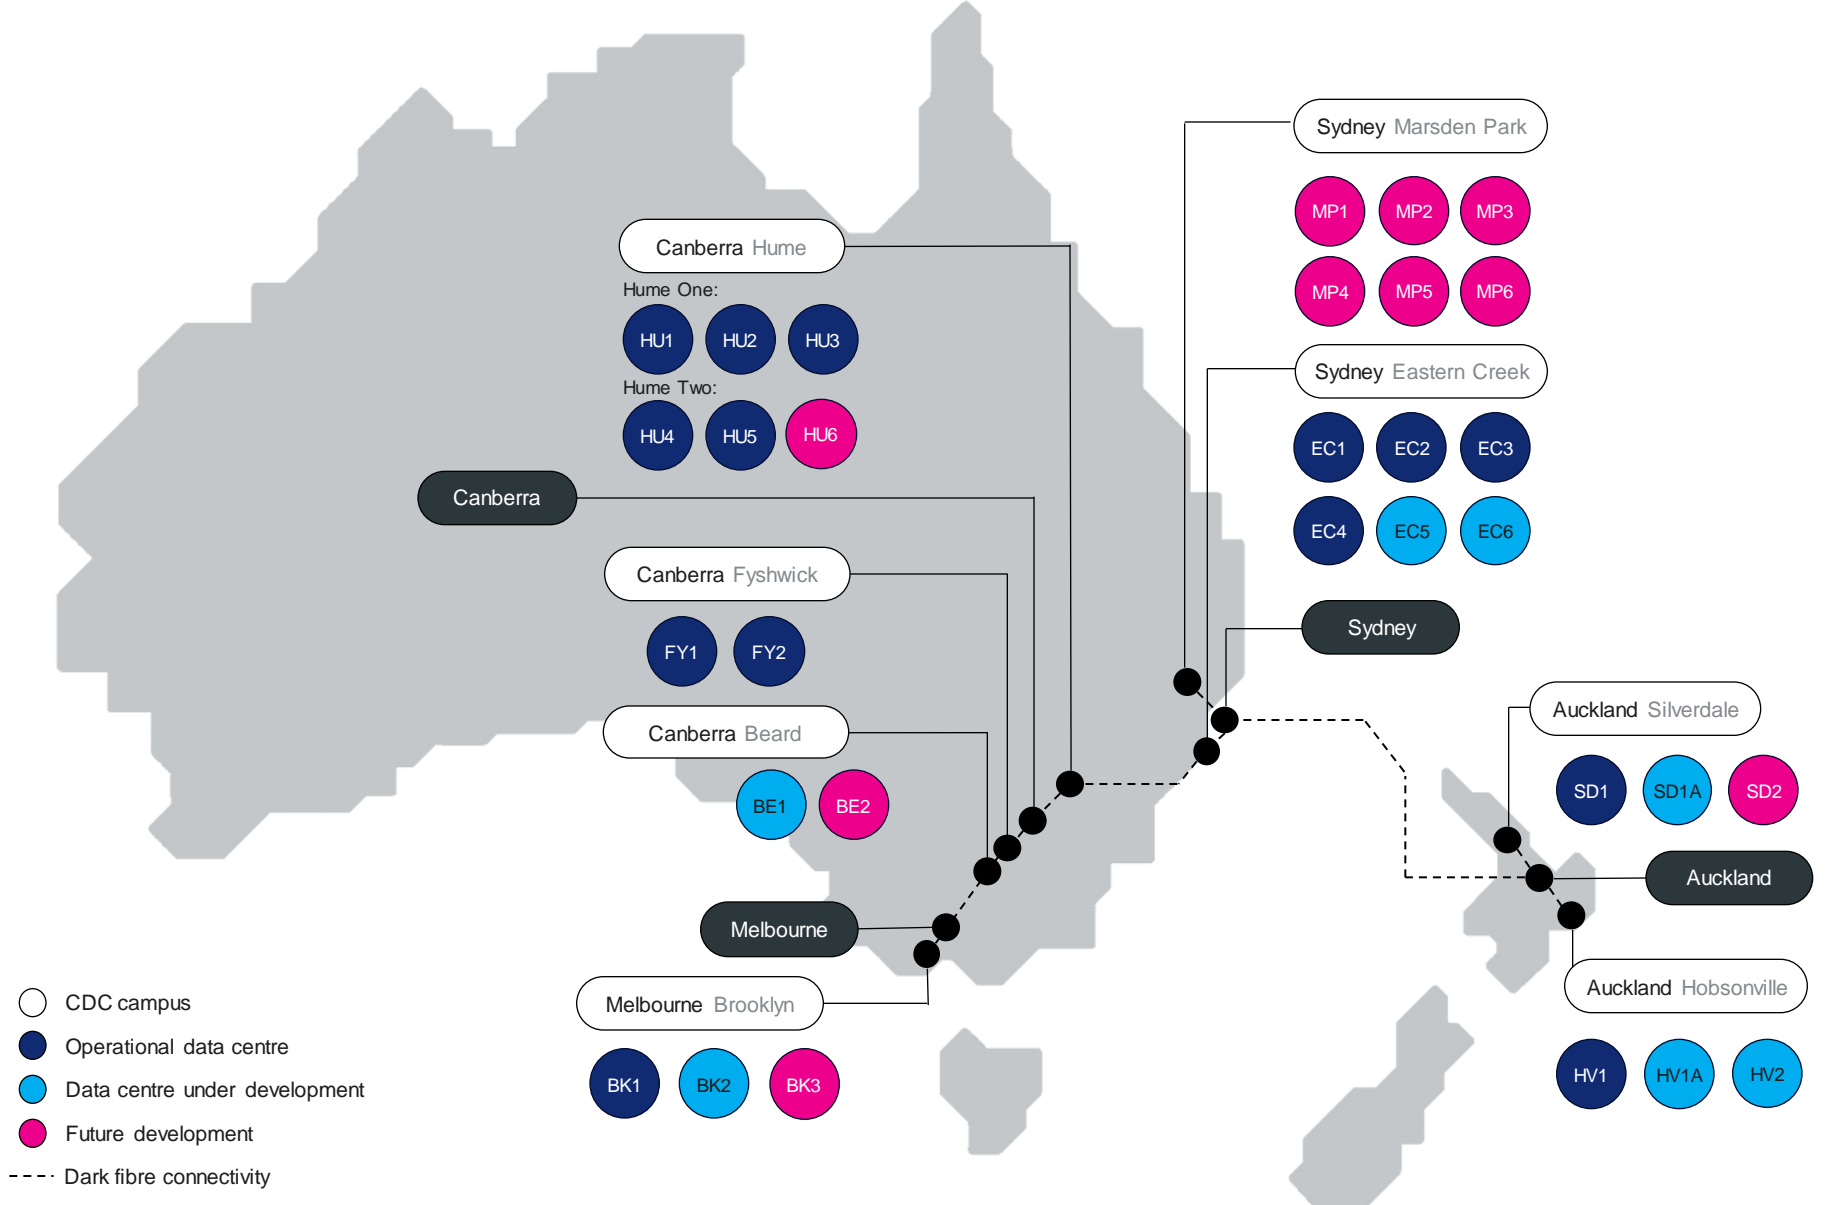 Sydney Marsden Park
MP1 MP2 MP3
MP4 MP5 MP6
Canberra Hume
Hume One:
HU1 HU2 HU3
Hume Two:
HU4 HU5 HU6
Sydney Eastern Creek
EC1 EC2 EC3
EC4 EC5 EC6
Canberra
Canberra Fyshwick
FY1 FY2
Sydney
Canberra Beard
BE1 BE2
Auckland Silverdale
SD1 SD1A SD2
Auckland
Melbourne
Melbourne Brooklyn
BK1 BK2 BK3
Auckland Hobsonville
HV1 HV1A HV2
CDC campus
Operational data centre
Data centre under development
Future development
Dark fibre connectivity